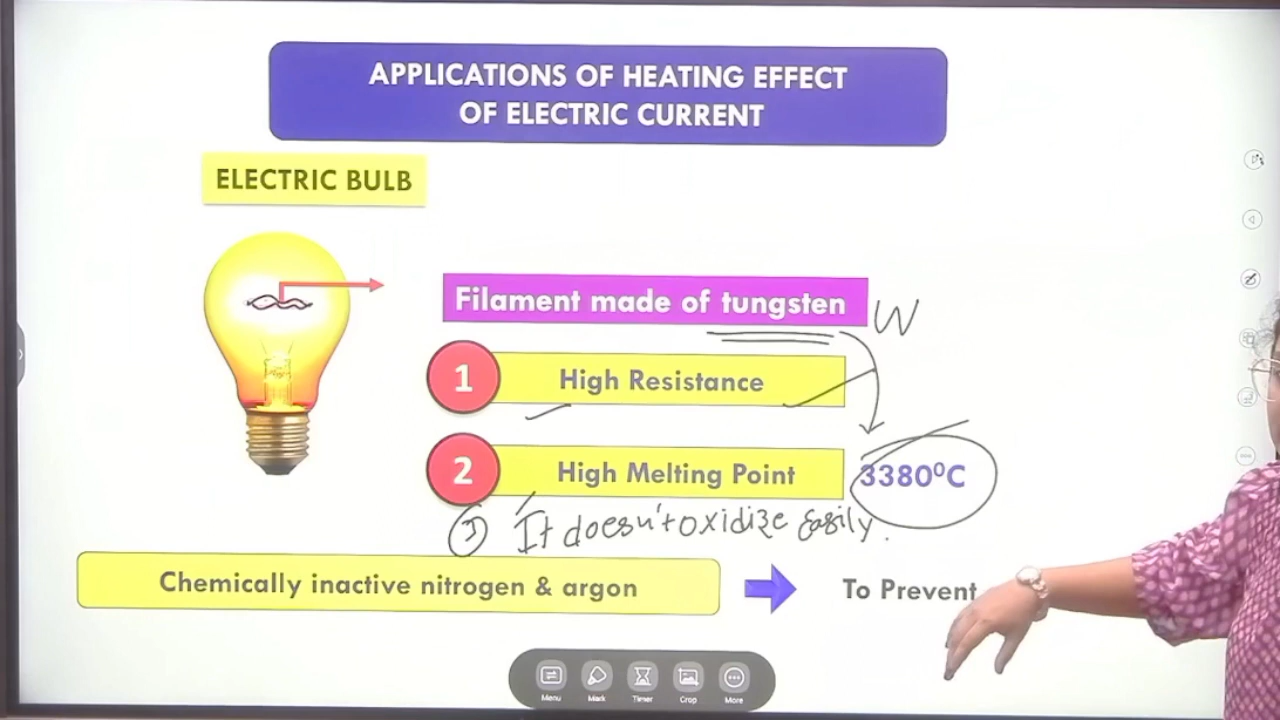 APPLICATIONS OF HEATING EFFECT
OF ELECTRIC CURRENT
ELECTRIC BULB
Filament made of tungsten W
1 High Resistance
2 High Melting Point 3380⁰C
③ It doesn't oxidize easily.
Chemically inactive nitrogen & argon To Prevent
Menu Mark Timer Crop More